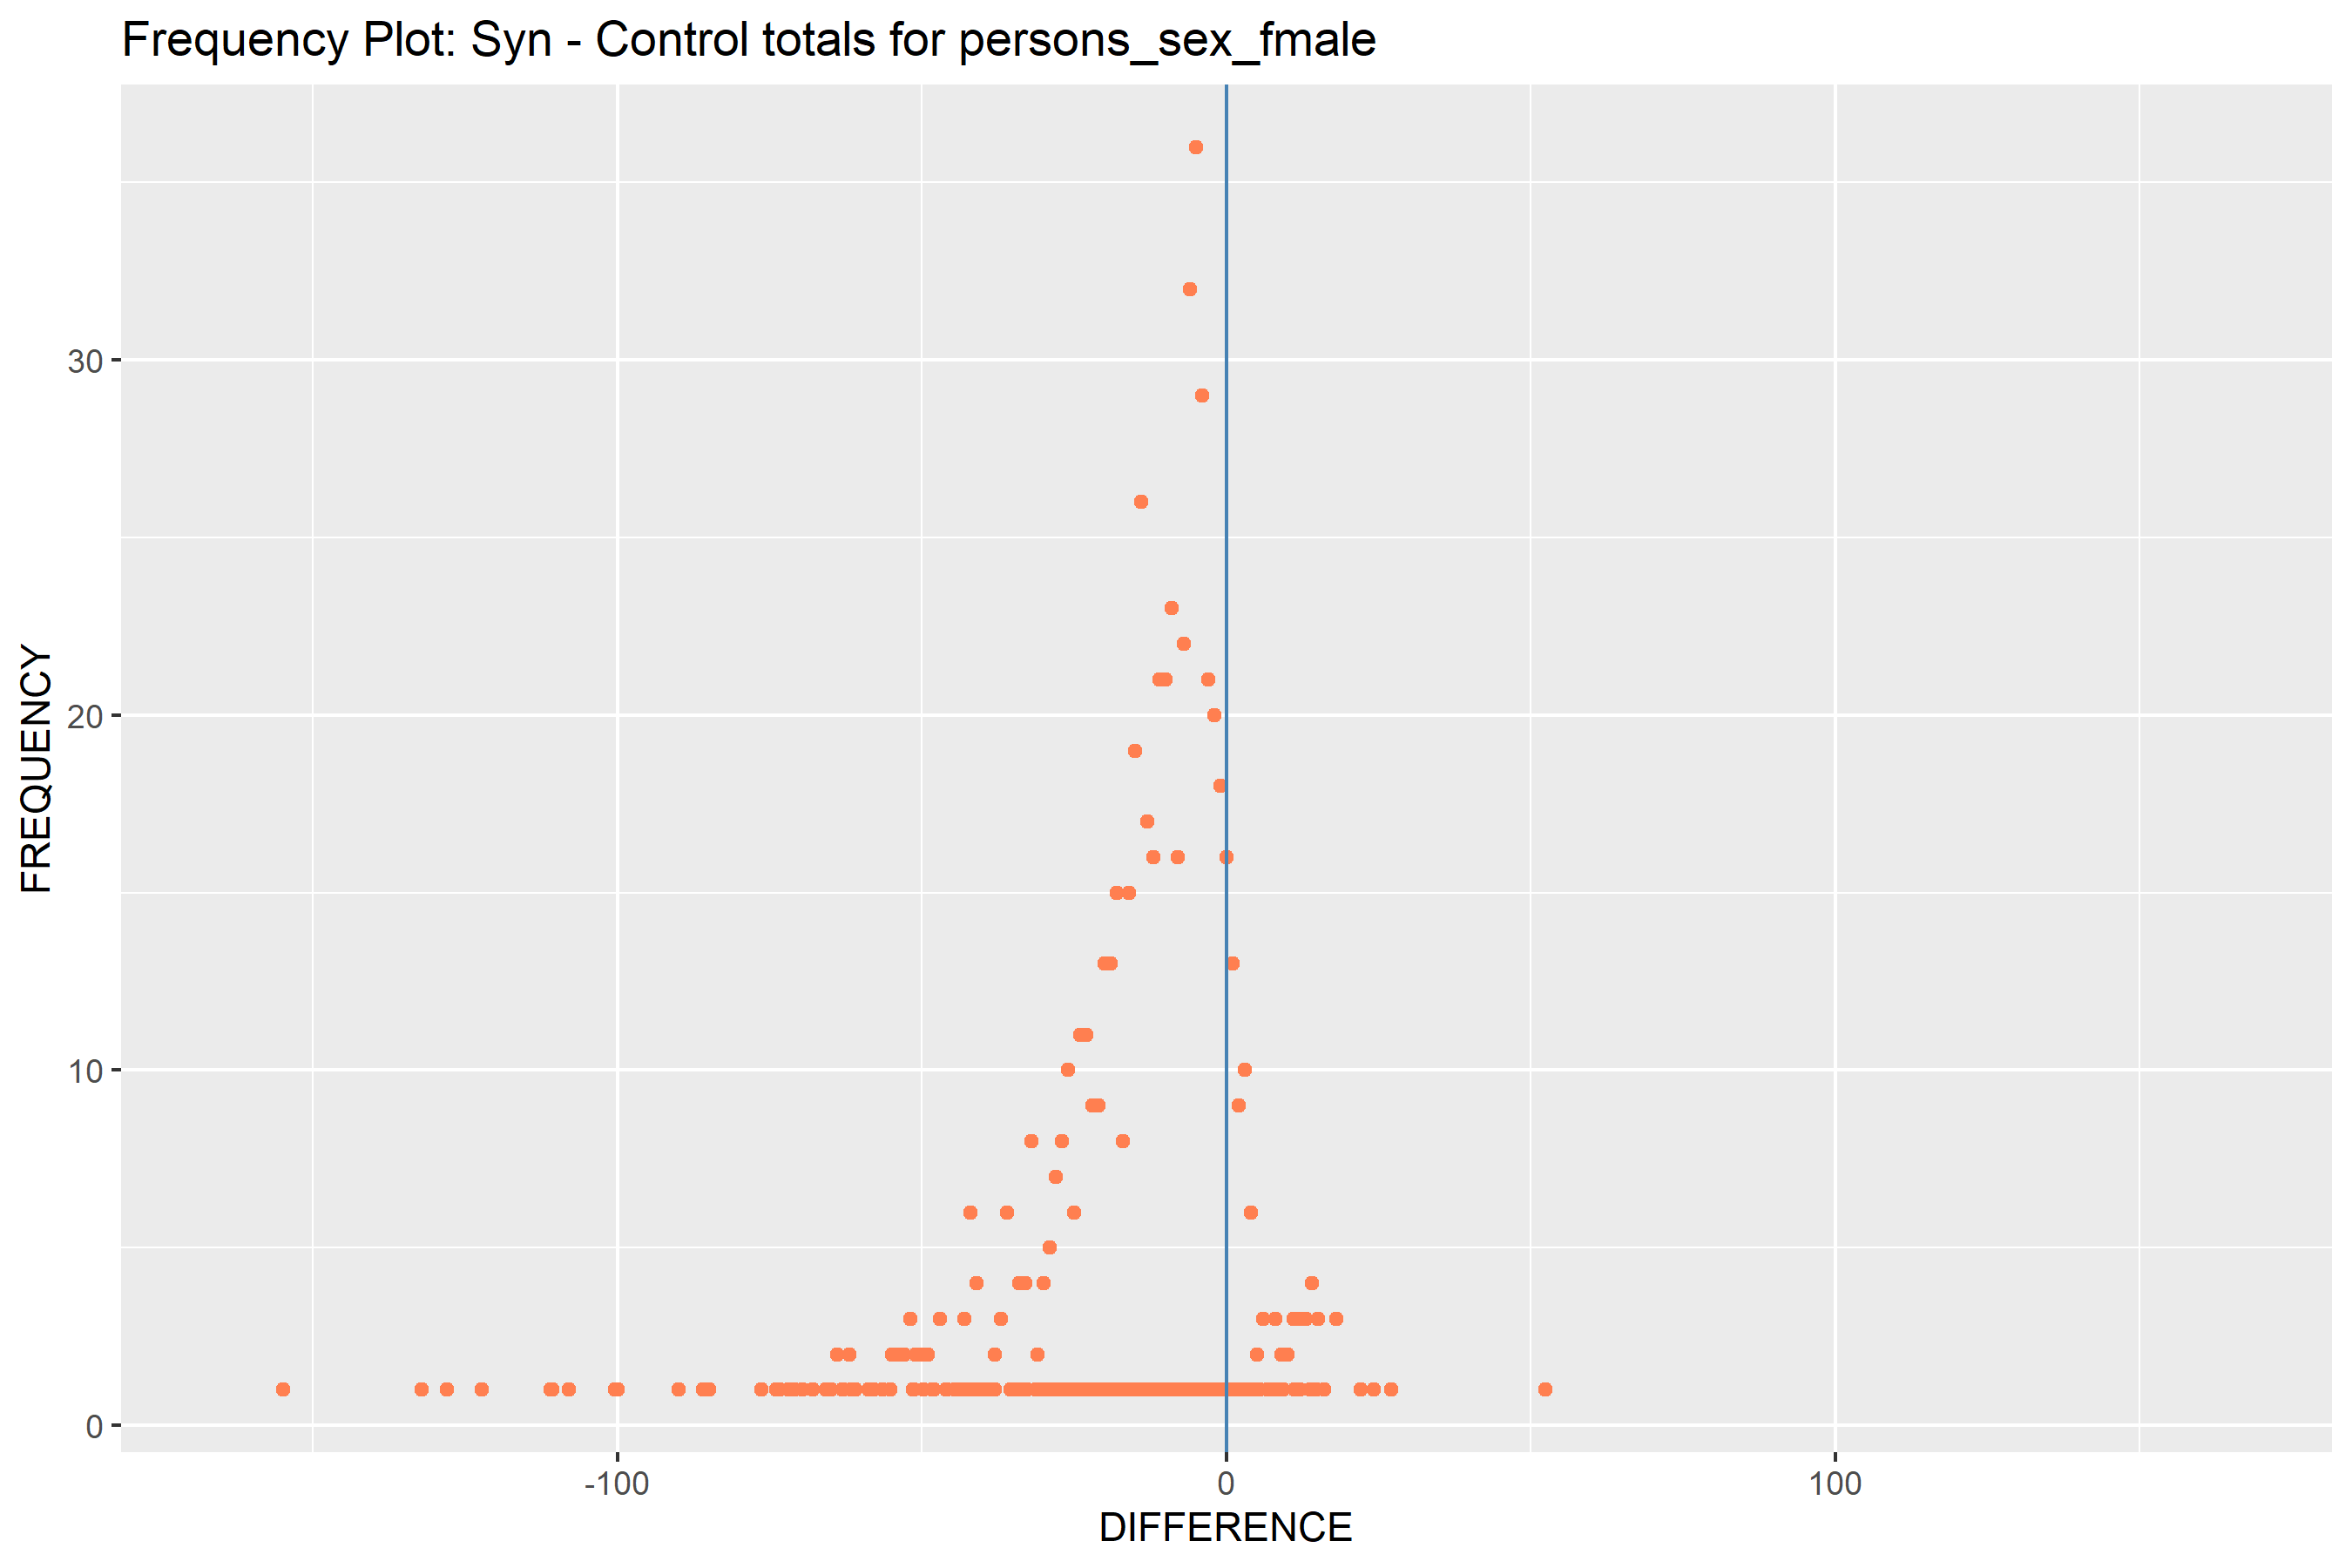 Frequency Plot: Syn - Control totals for persons_sex_fmale
FREQUENCY
30
20
10
0
-100
0
100
DIFFERENCE